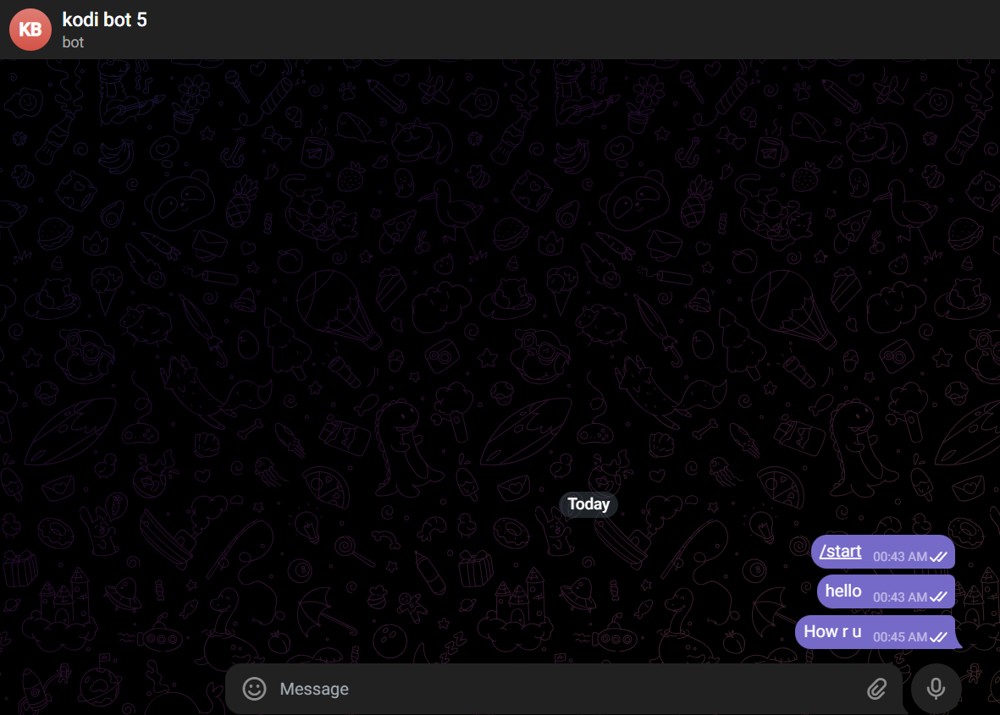 KB
kodi bot 5
bot
Today
/start 00:43 AM
hello 00:43 AM
How r u 00:45 AM
Message